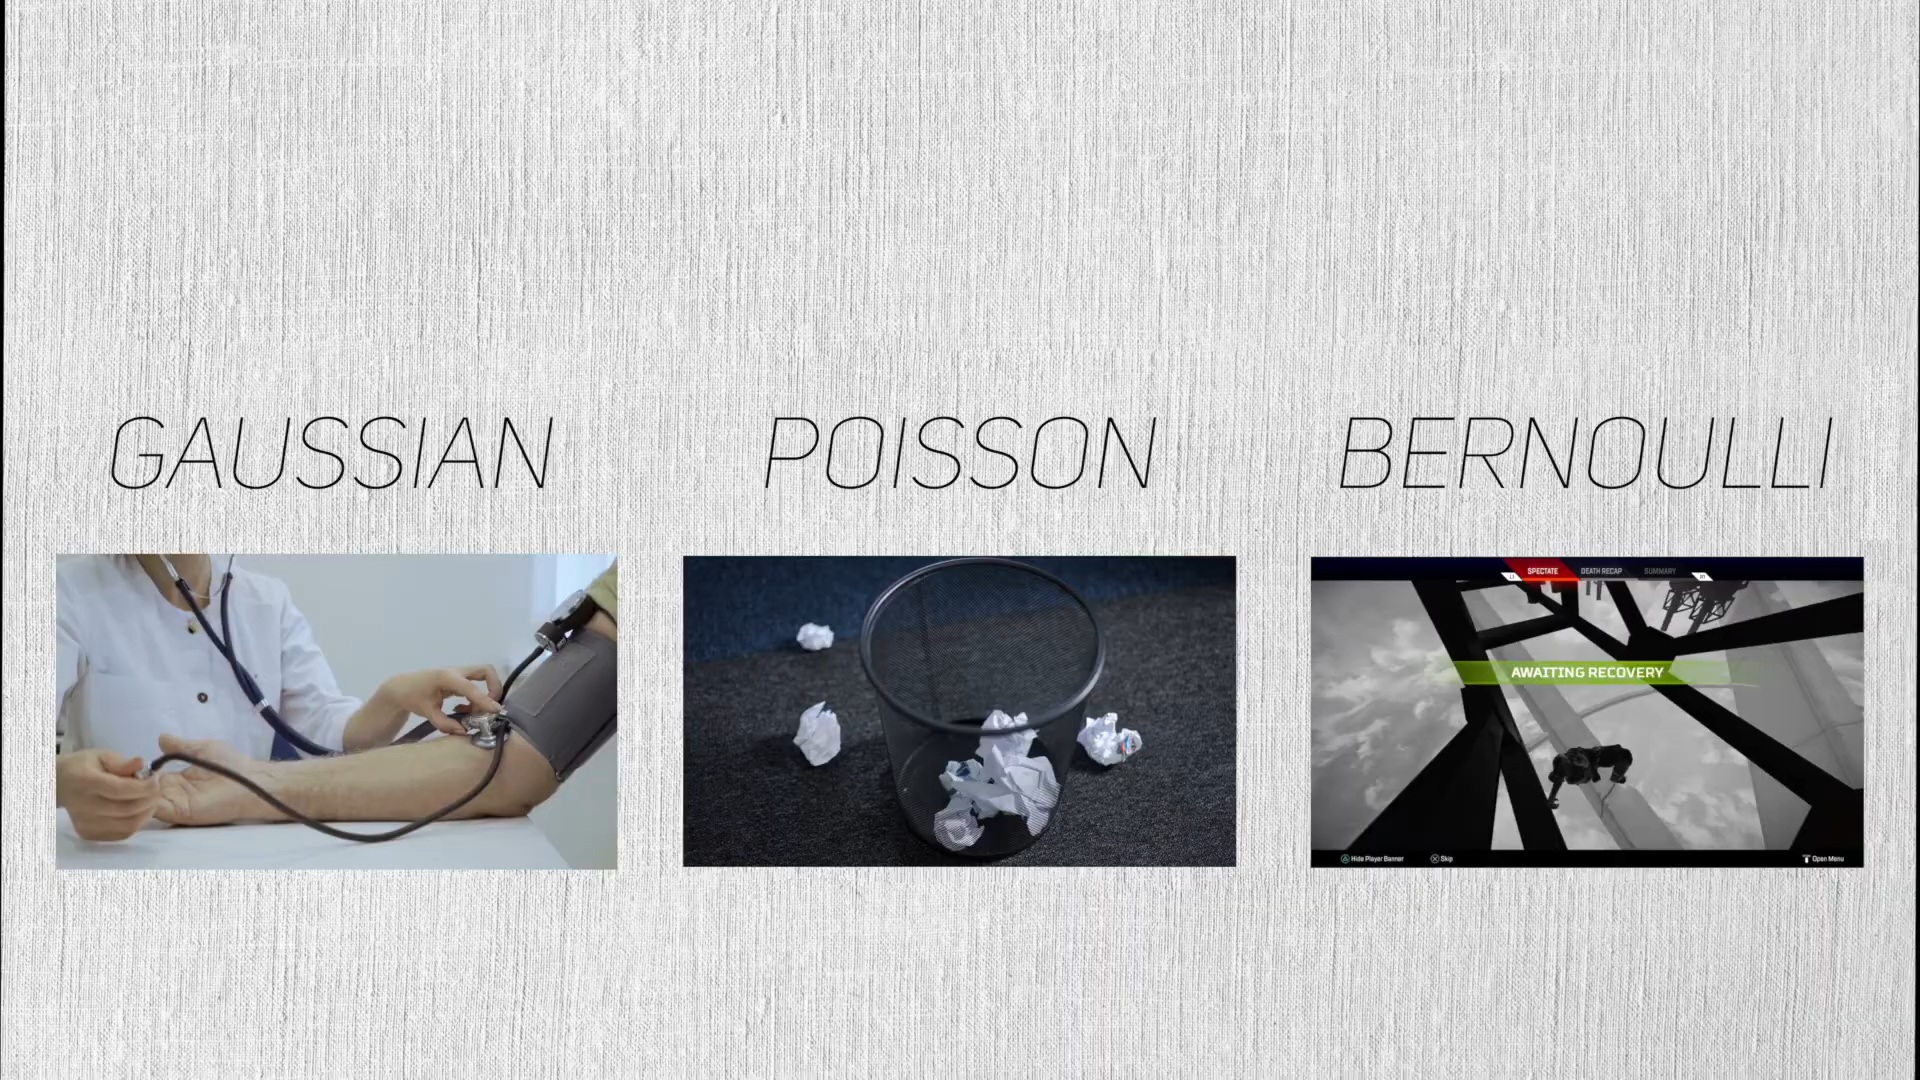 GAUSSIAN
POISSON
BERNOULLI
SPECTATE
DEATH RECAP
SUMMARY
AWAITING RECOVERY
Hide Player Banner
Skip
Open Menu